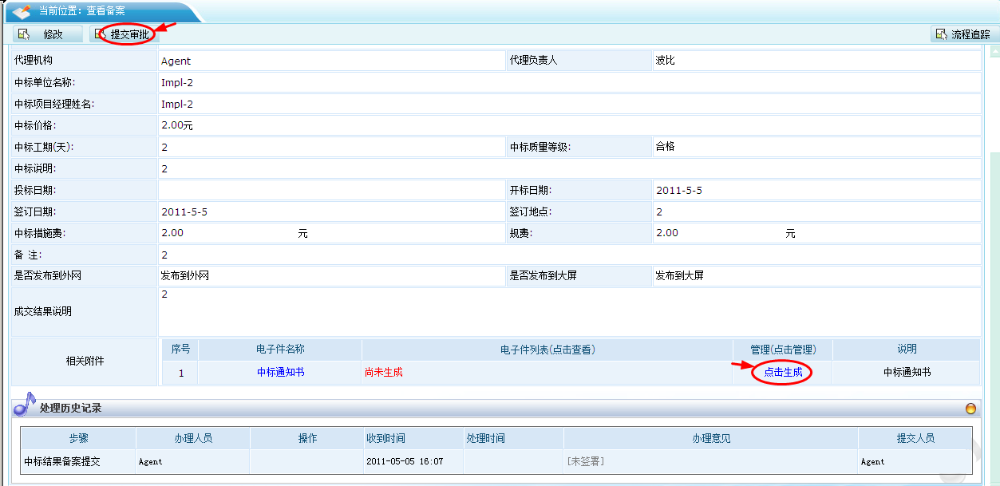 当前位置：查看备案
修改 提交审批 流程追踪
代理机构 Agent 代理负责人 波比
中标单位名称: Impl-2
中标项目经理姓名: Impl-2
中标价格: 2.00元
中标工期(天): 2 中标质量等级: 合格
中标说明: 2
投标日期: 开标日期: 2011-5-5
签订日期: 2011-5-5 签订地点: 2
中标措施费: 2.00 元 规费: 2.00 元
备 注: 2
是否发布到外网 发布到外网 是否发布到大屏 发布到大屏
成交结果说明 2
相关附件
序号 电子件名称 电子件列表(点击查看) 管理(点击管理) 说明
1 中标通知书 尚未生成 点击生成 中标通知书
处理历史记录
步骤 办理人员 操作 收到时间 处理时间 办理意见 提交人员
中标结果备案提交 Agent 2011-05-05 16:07 [未签署] Agent